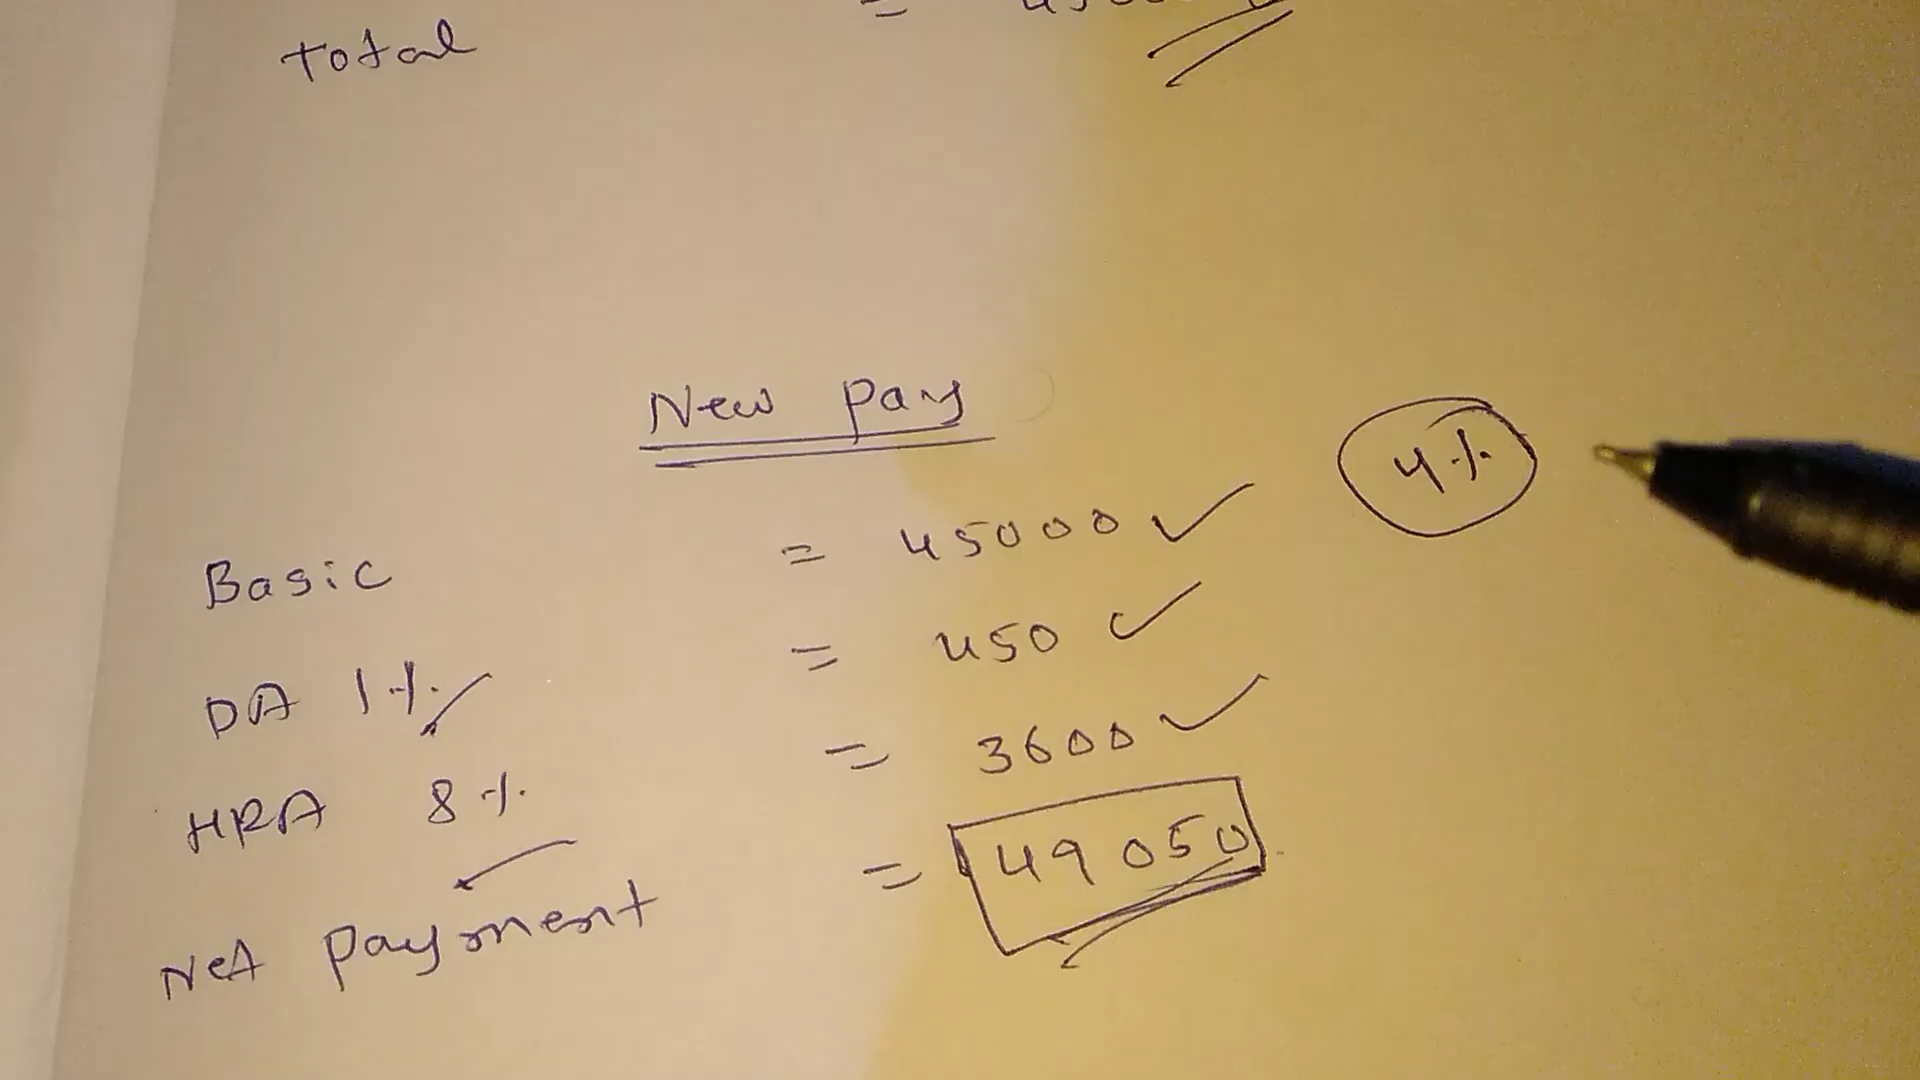 Total =
New Pay
4%
Basic = 45000
DA 1% = 450
HRA 8% = 3600
Net Payment = 49050